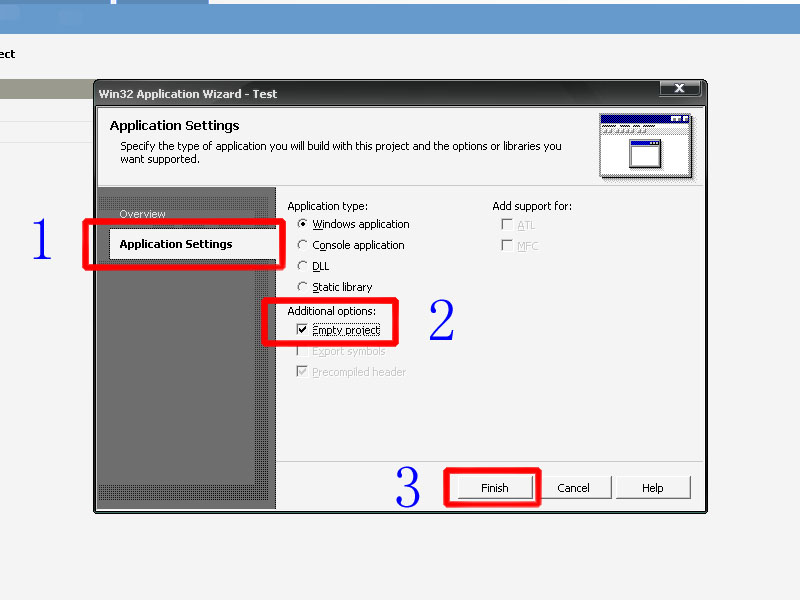 ect
Win32 Application Wizard - Test
X
Application Settings
Specify the type of application you will build with this project and the options or libraries you
want supported.
Overview
1
Application Settings
Application type:
Windows application
Console application
DLL
Static library
Additional options:
Empty project
2
Export symbols
Precompiled header
Add support for:
ATL
MFC
3
Finish
Cancel
Help